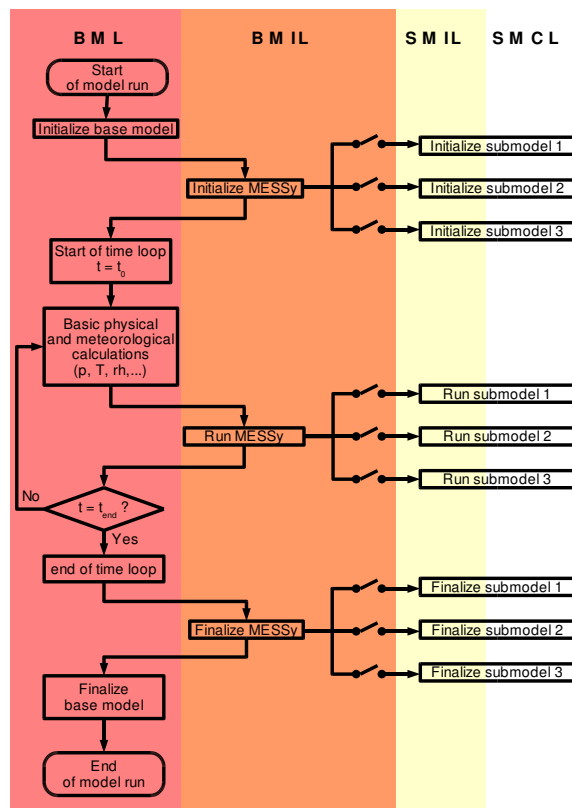 B M L
B M I L
S M I L
S M C L
Start
of model run
Initialize base model
Initialize MESSy
Initialize submodel 1
Initialize submodel 2
Initialize submodel 3
Start of time loop
t = t0
Basic physical
and meteorological
calculations
(p, T, rh,...)
Run MESSy
Run submodel 1
Run submodel 2
Run submodel 3
No
t = tend ?
Yes
end of time loop
Finalize MESSy
Finalize submodel 1
Finalize submodel 2
Finalize submodel 3
Finalize
base model
End
of model run